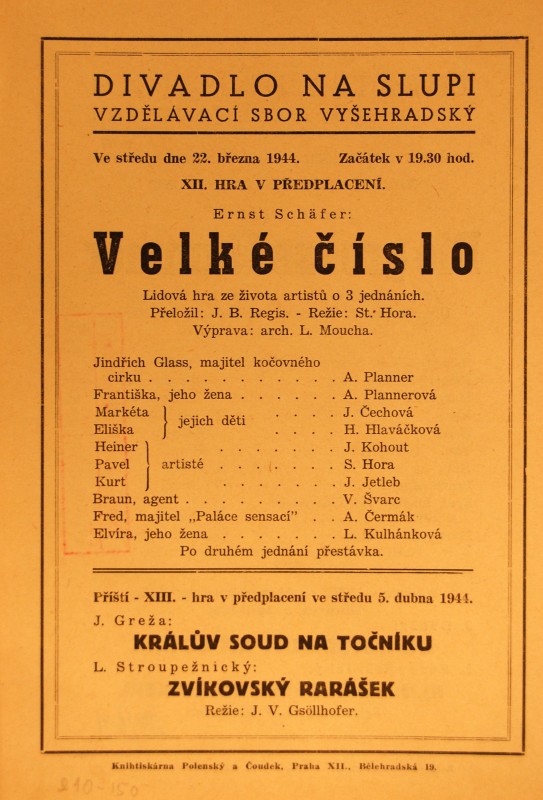 DIVADLO NA SLUPI
VZDĚLÁVACÍ SBOR VYŠEHRADSKÝ
Ve středu dne 22. března 1944. Začátek v 19.30 hod.
XII. HRA V PŘEDPLACENÍ.
Ernst Schäfer:
Velké číslo
Lidová hra ze života artistů o 3 jednáních.
Přeložil: J. B. Regis. - Režie: St. Hora.
Výprava: arch. L. Moucha.
Jindřich Glass, majitel kočovného
cirku . . . . . . . . . . . A. Planner
Františka, jeho žena . . . . . . A. Plannerová
Markéta } jejich děti . . . . J. Čechová
Eliška } . . . . H. Hlaváčková
Heiner } . . . . . . . J. Kohout
Pavel } artisté . . . . . . . S. Hora
Kurt } . . . . . . . J. Jetleb
Braun, agent . . . . . . . . . V. Švarc
Fred, majitel „Paláce sensací" . . A. Čermák
Elvíra, jeho žena . . . . . . . L. Kulhánková
Po druhém jednání přestávka.
Příští - XIII. - hra v předplacení ve středu 5. dubna 1944.
J. Greža:
KRÁLŮV SOUD NA TOČNÍKU
L. Stroupežnický:
ZVÍKOVSKÝ RARÁŠEK
Režie: J. V. Gsöllhofer.
Knihtiskárna Polenský a Čoudek, Praha XII., Bělehradská 19.
210-150